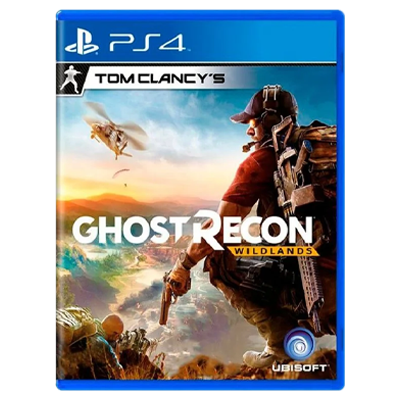 PS4
TOM CLANCY'S
GHOST RECON
WILDLANDS
UBISOFT